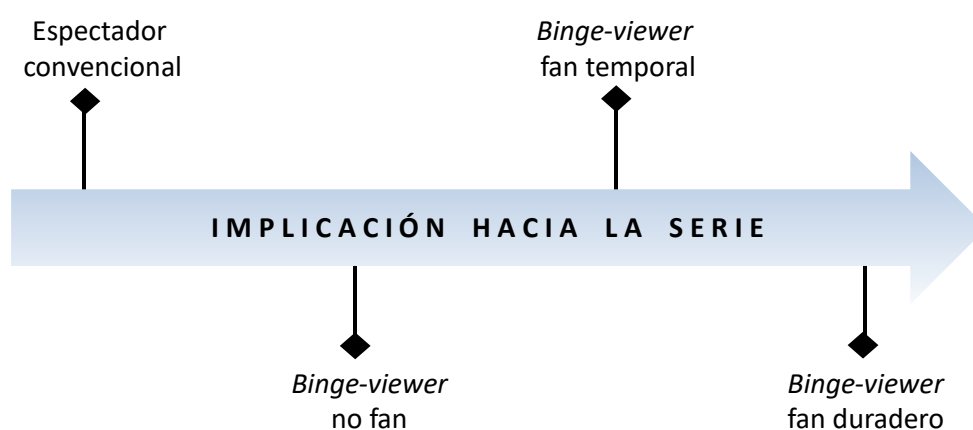 Espectador
convencional
Binge-viewer
fan temporal
IMPLICACIÓN HACIA LA SERIE
Binge-viewer
no fan
Binge-viewer
fan duradero